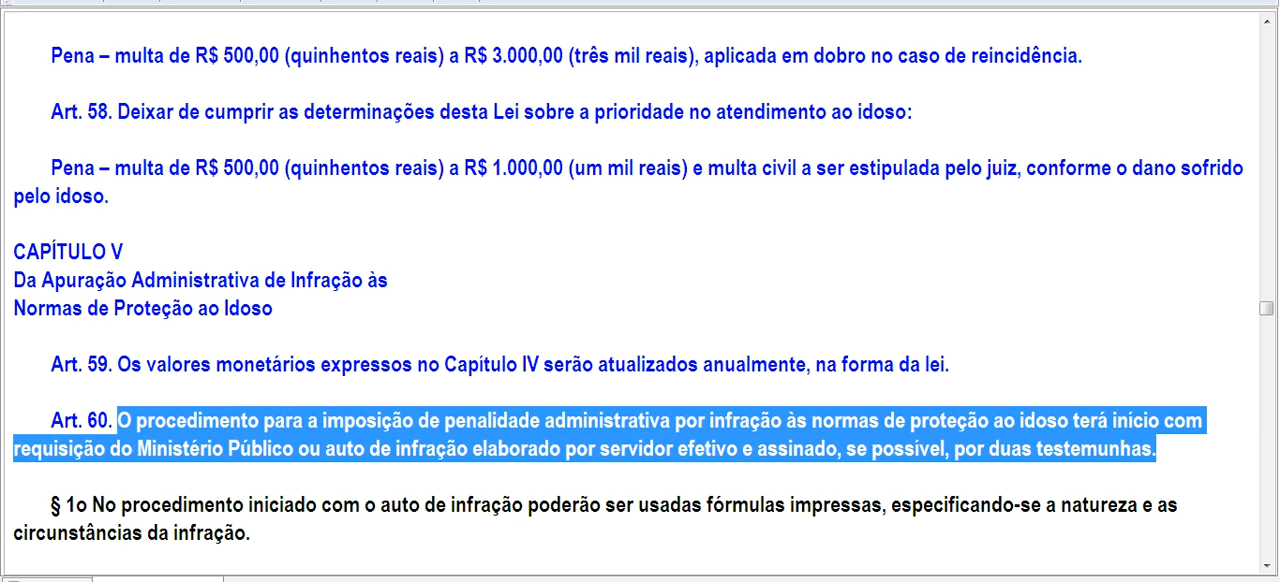 Pena – multa de R$ 500,00 (quinhentos reais) a R$ 3.000,00 (três mil reais), aplicada em dobro no caso de reincidência.
Art. 58. Deixar de cumprir as determinações desta Lei sobre a prioridade no atendimento ao idoso:
Pena – multa de R$ 500,00 (quinhentos reais) a R$ 1.000,00 (um mil reais) e multa civil a ser estipulada pelo juiz, conforme o dano sofrido
pelo idoso.
CAPÍTULO V
Da Apuração Administrativa de Infração às
Normas de Proteção ao Idoso
Art. 59. Os valores monetários expressos no Capítulo IV serão atualizados anualmente, na forma da lei.
Art. 60. O procedimento para a imposição de penalidade administrativa por infração às normas de proteção ao idoso terá início com
requisição do Ministério Público ou auto de infração elaborado por servidor efetivo e assinado, se possível, por duas testemunhas.
§ 1o No procedimento iniciado com o auto de infração poderão ser usadas fórmulas impressas, especificando-se a natureza e as
circunstâncias da infração.